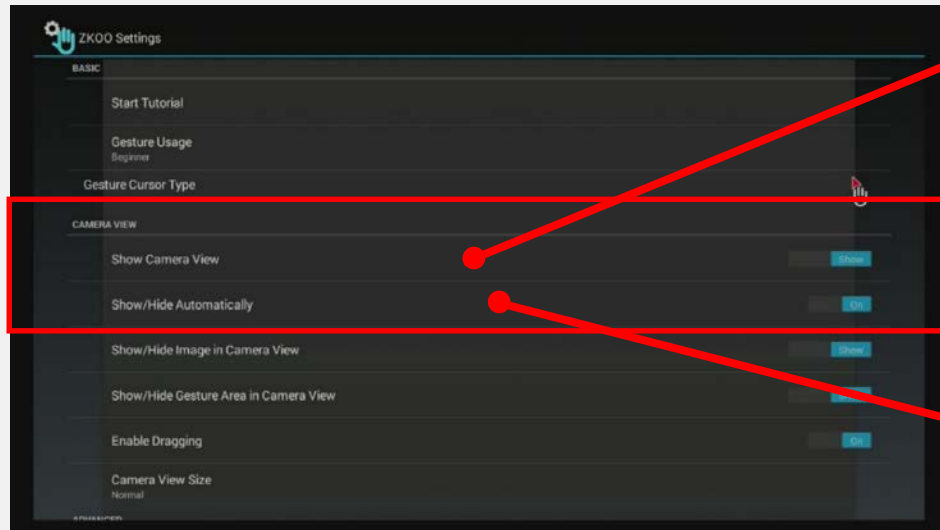 ZKOO Settings
BASIC
Start Tutorial
Gesture Usage
Beginner
Gesture Cursor Type
CAMERA VIEW
Show Camera View
Show
Show/Hide Automatically
On
Show/Hide Image in Camera View
Show
Show/Hide Gesture Area in Camera View
Enable Dragging
On
Camera View Size
Normal
ADVANCED